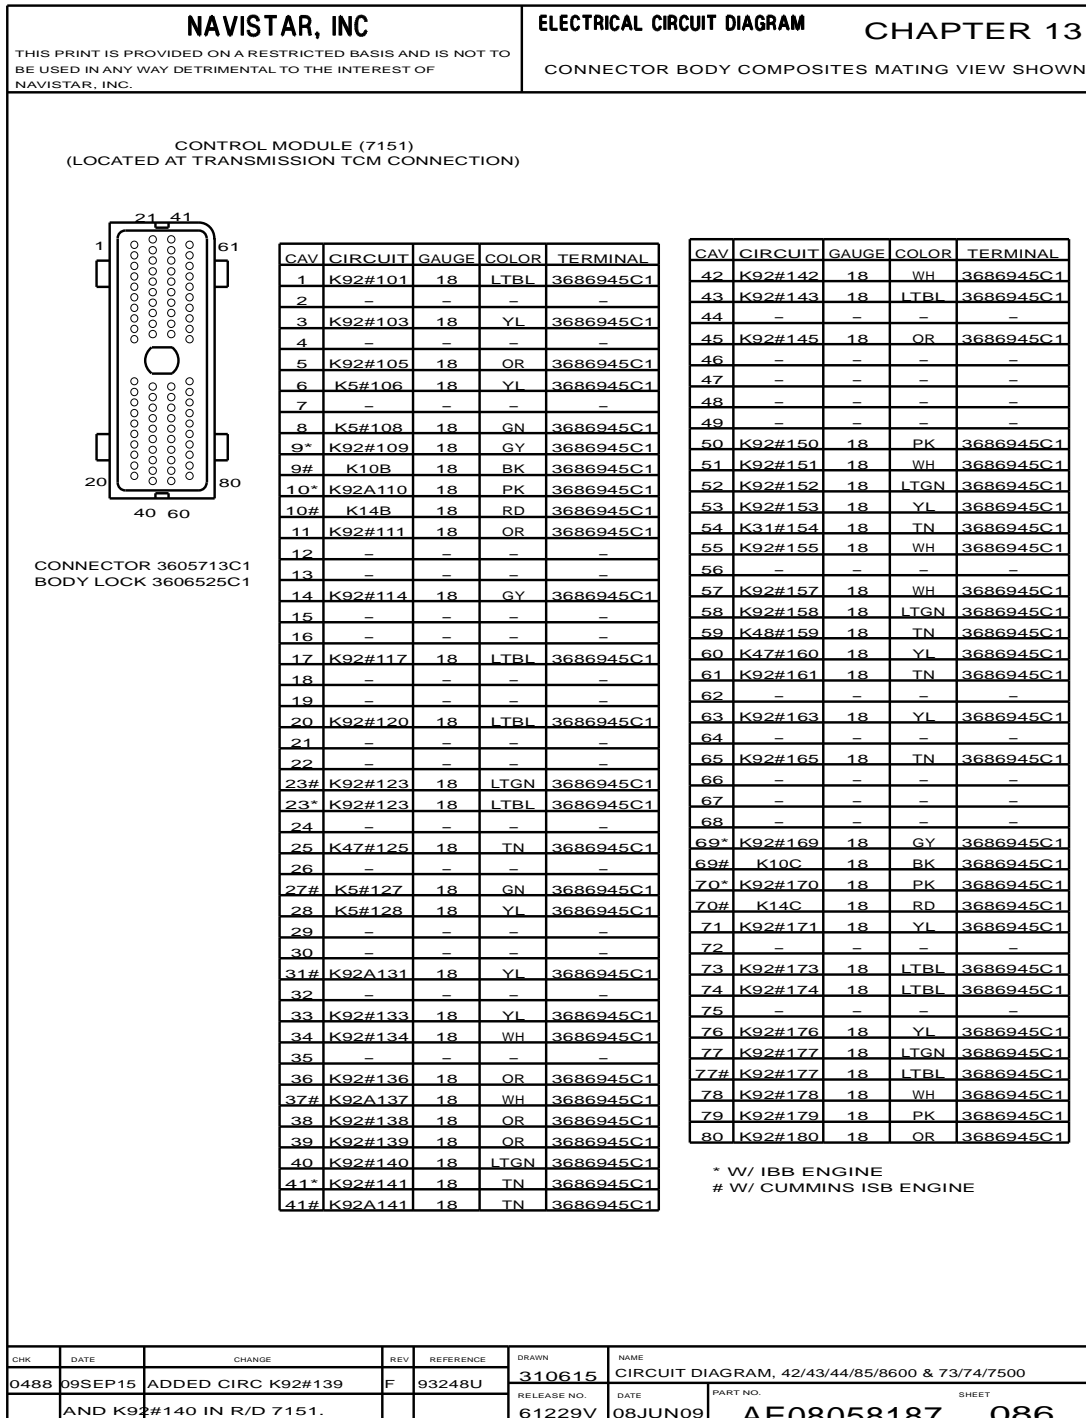 NAVISTAR, INC
THIS PRINT IS PROVIDED ON A RESTRICTED BASIS AND IS NOT TO
BE USED IN ANY WAY DETRIMENTAL TO THE INTEREST OF
NAVISTAR, INC.
ELECTRICAL CIRCUIT DIAGRAM CHAPTER 13
CONNECTOR BODY COMPOSITES MATING VIEW SHOWN
CONTROL MODULE (7151)
(LOCATED AT TRANSMISSION TCM CONNECTION)
21 41
1 61
20 80
40 60
CONNECTOR 3605713C1
BODY LOCK 3606525C1
CAV CIRCUIT GAUGE COLOR TERMINAL
1 K92#101 18 LTBL 3686945C1
2 – – – –
3 K92#103 18 YL 3686945C1
4 – – – –
5 K92#105 18 OR 3686945C1
6 K5#106 18 YL 3686945C1
7 – – – –
8 K5#108 18 GN 3686945C1
9* K92#109 18 GY 3686945C1
9# K10B 18 BK 3686945C1
10* K92A110 18 PK 3686945C1
10# K14B 18 RD 3686945C1
11 K92#111 18 OR 3686945C1
12 – – – –
13 – – – –
14 K92#114 18 GY 3686945C1
15 – – – –
16 – – – –
17 K92#117 18 LTBL 3686945C1
18 – – – –
19 – – – –
20 K92#120 18 LTBL 3686945C1
21 – – – –
22 – – – –
23# K92#123 18 LTGN 3686945C1
23* K92#123 18 LTBL 3686945C1
24 – – – –
25 K47#125 18 TN 3686945C1
26 – – – –
27# K5#127 18 GN 3686945C1
28 K5#128 18 YL 3686945C1
29 – – – –
30 – – – –
31# K92A131 18 YL 3686945C1
32 – – – –
33 K92#133 18 YL 3686945C1
34 K92#134 18 WH 3686945C1
35 – – – –
36 K92#136 18 OR 3686945C1
37# K92A137 18 WH 3686945C1
38 K92#138 18 OR 3686945C1
39 K92#139 18 OR 3686945C1
40 K92#140 18 LTGN 3686945C1
41* K92#141 18 TN 3686945C1
41# K92A141 18 TN 3686945C1
CAV CIRCUIT GAUGE COLOR TERMINAL
42 K92#142 18 WH 3686945C1
43 K92#143 18 LTBL 3686945C1
44 – – – –
45 K92#145 18 OR 3686945C1
46 – – – –
47 – – – –
48 – – – –
49 – – – –
50 K92#150 18 PK 3686945C1
51 K92#151 18 WH 3686945C1
52 K92#152 18 LTGN 3686945C1
53 K92#153 18 YL 3686945C1
54 K31#154 18 TN 3686945C1
55 K92#155 18 WH 3686945C1
56 – – – –
57 K92#157 18 WH 3686945C1
58 K92#158 18 LTGN 3686945C1
59 K48#159 18 TN 3686945C1
60 K47#160 18 YL 3686945C1
61 K92#161 18 TN 3686945C1
62 – – – –
63 K92#163 18 YL 3686945C1
64 – – – –
65 K92#165 18 TN 3686945C1
66 – – – –
67 – – – –
68 – – – –
69* K92#169 18 GY 3686945C1
69# K10C 18 BK 3686945C1
70* K92#170 18 PK 3686945C1
70# K14C 18 RD 3686945C1
71 K92#171 18 YL 3686945C1
72 – – – –
73 K92#173 18 LTBL 3686945C1
74 K92#174 18 LTBL 3686945C1
75 – – – –
76 K92#176 18 YL 3686945C1
77 K92#177 18 LTGN 3686945C1
77# K92#177 18 LTBL 3686945C1
78 K92#178 18 WH 3686945C1
79 K92#179 18 PK 3686945C1
80 K92#180 18 OR 3686945C1
* W/ IBB ENGINE
# W/ CUMMINS ISB ENGINE
CHK DATE CHANGE REV REFERENCE DRAWN NAME
0488 09SEP15 ADDED CIRC K92#139 F 93248U 310615 CIRCUIT DIAGRAM, 42/43/44/85/8600 & 73/74/7500
RELEASE NO. DATE PART NO. SHEET
AND K92#140 IN R/D 7151. 61229V 08JUN09 AE08058187 086